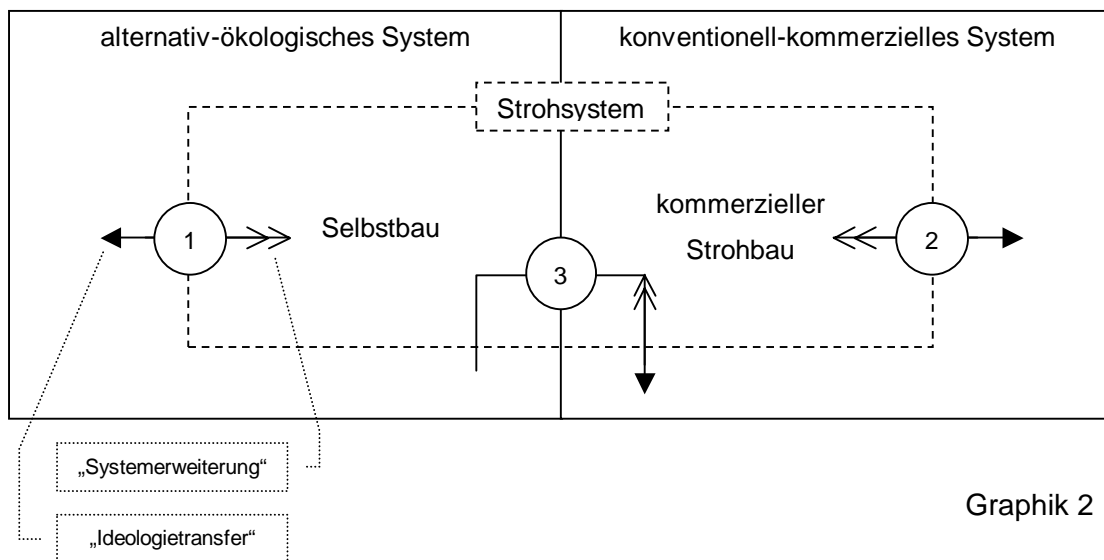 alternativ-ökologisches System
konventionell-kommerzielles System
Strohsystem
1
Selbstbau
kommerzieller
Strohbau
2
3
„Systemerweiterung“
„Ideologietransfer“
Graphik 2